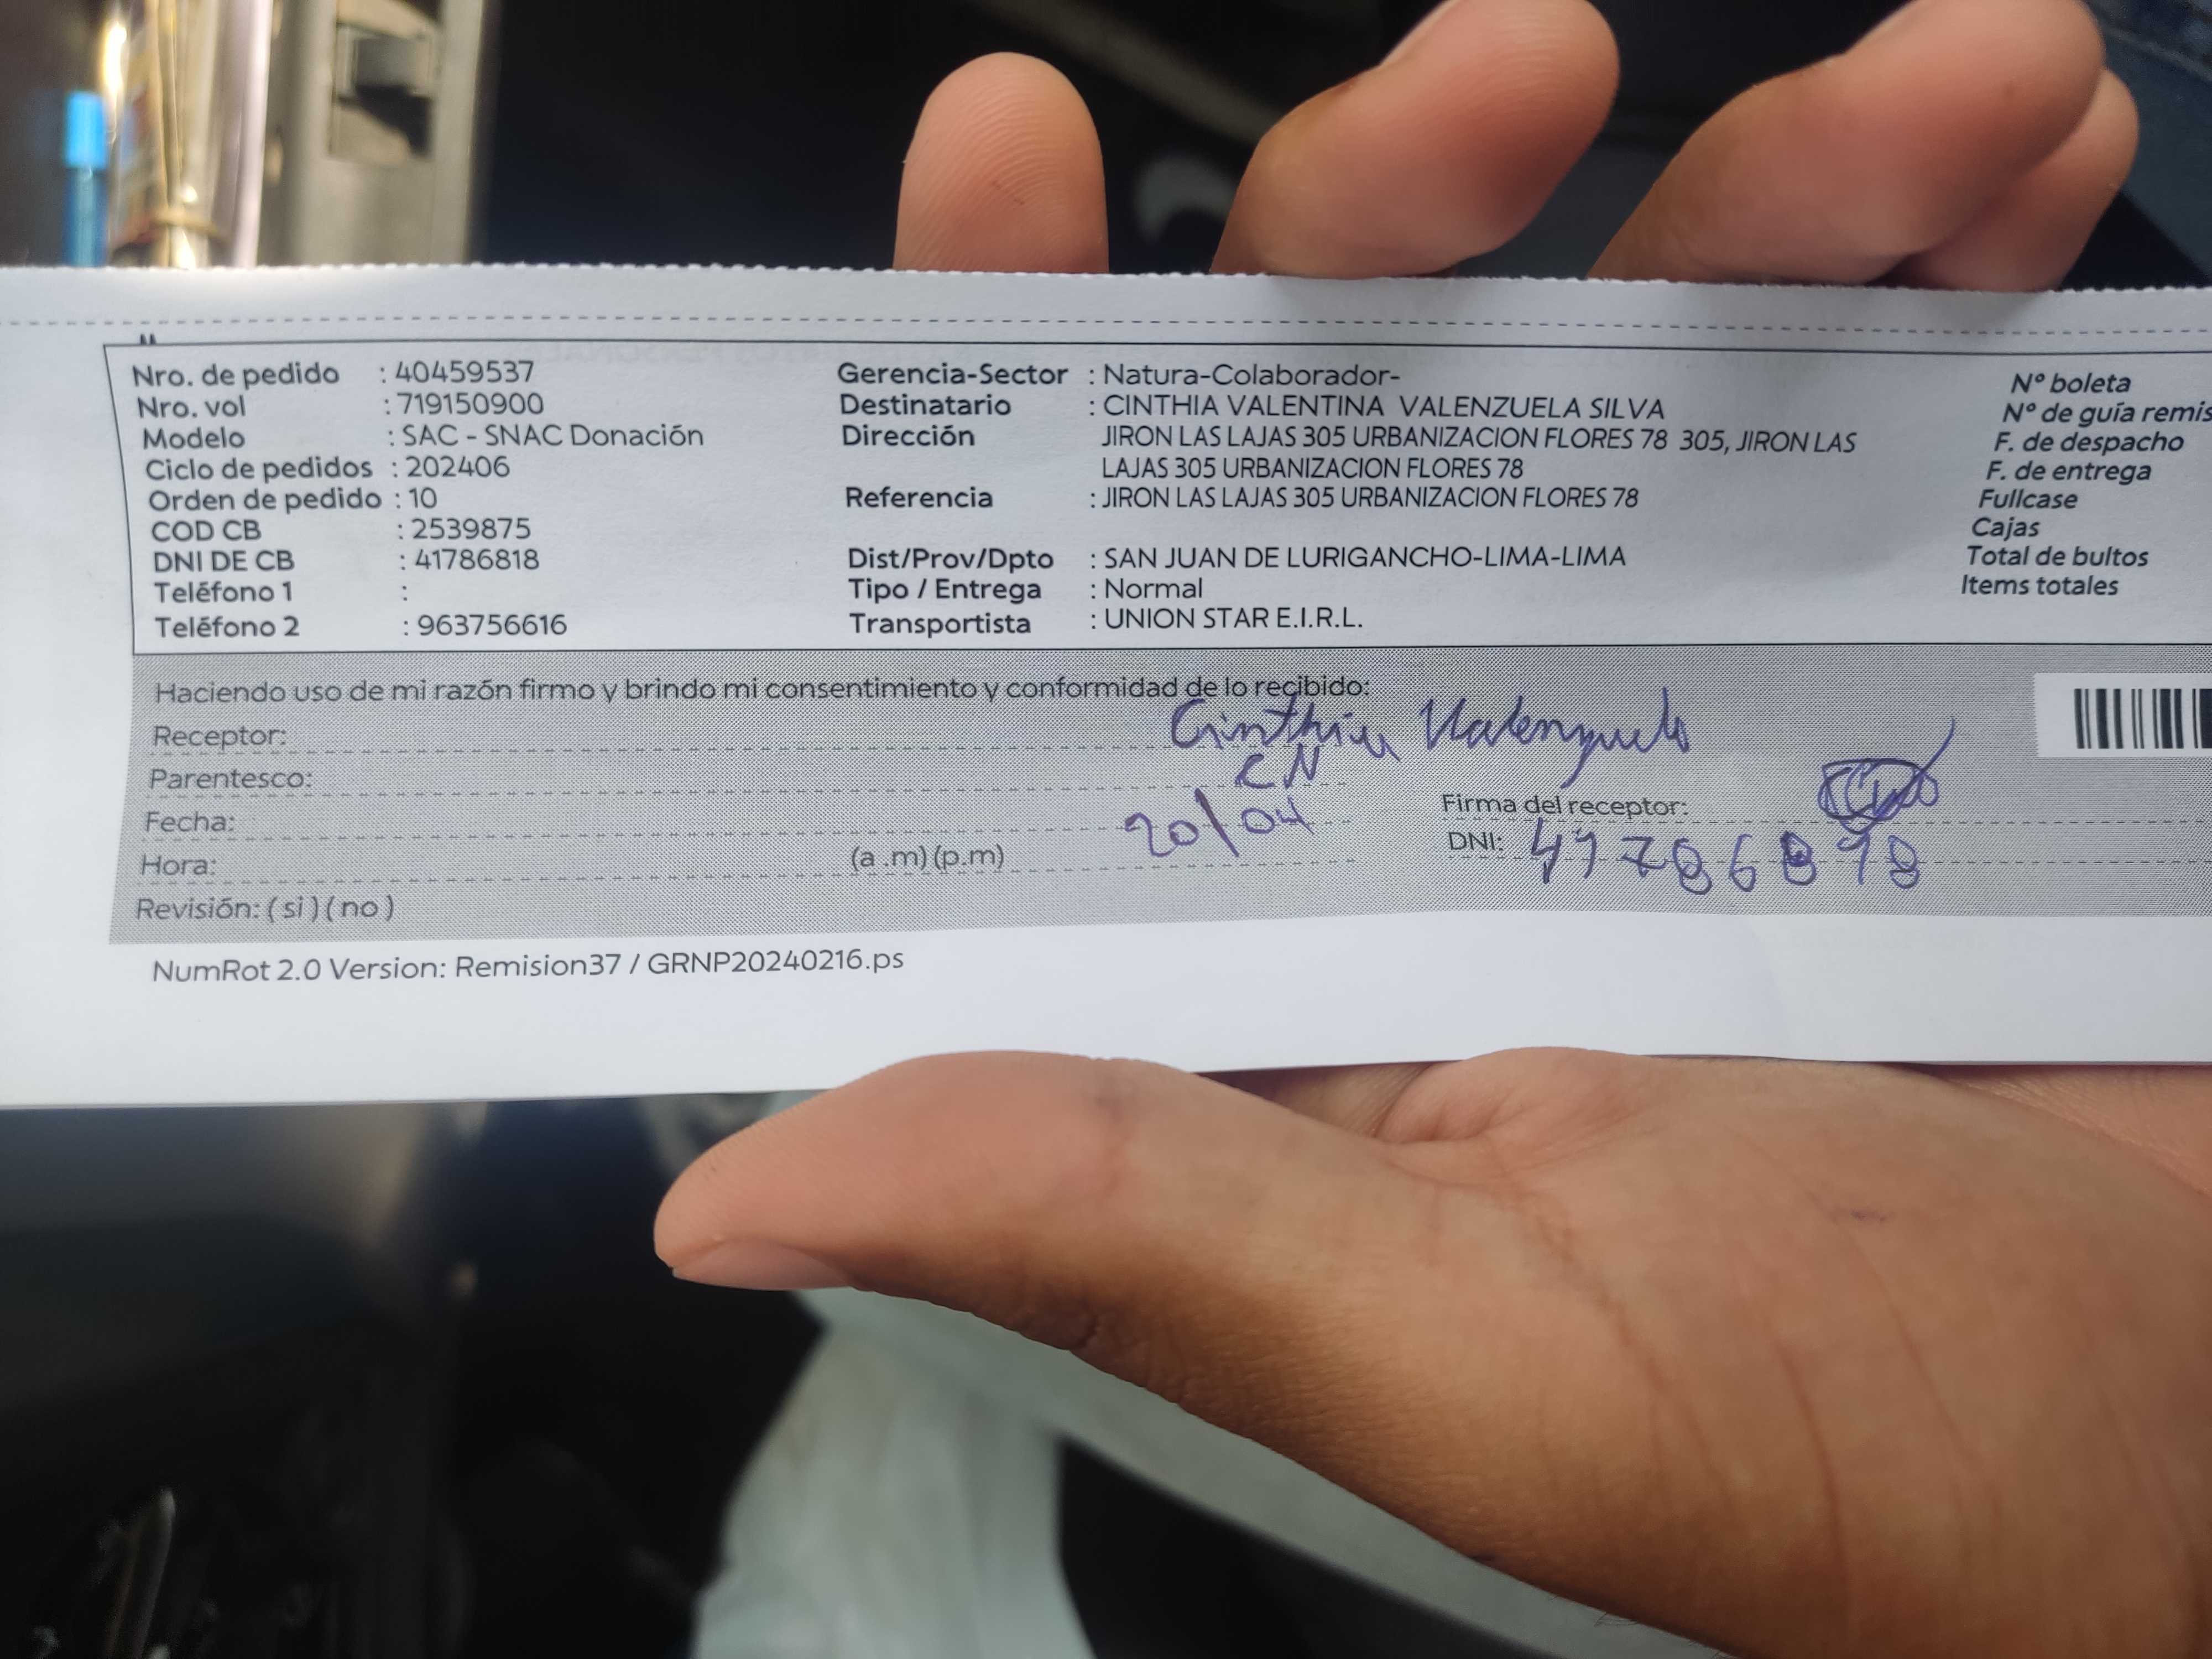 Nro. de pedido : 40459537
Nro. vol : 719150900
Modelo : SAC - SNAC Donación
Ciclo de pedidos : 202406
Orden de pedido : 10
COD CB : 2539875
DNI DE CB : 41786818
Teléfono 1 :
Teléfono 2 : 963756616
Gerencia-Sector : Natura-Colaborador-
Destinatario : CINTHIA VALENTINA VALENZUELA SILVA
Dirección JIRON LAS LAJAS 305 URBANIZACION FLORES 78 305, JIRON LAS
LAJAS 305 URBANIZACION FLORES 78
Referencia : JIRON LAS LAJAS 305 URBANIZACION FLORES 78
Dist/Prov/Dpto : SAN JUAN DE LURIGANCHO-LIMA-LIMA
Tipo / Entrega : Normal
Transportista : UNION STAR E.I.R.L.
N° boleta
N° de guía remis
F. de despacho
F. de entrega
Fullcase
Cajas
Total de bultos
Items totales
Haciendo uso de mi razón firmo y brindo mi consentimiento y conformidad de lo recibido:
Receptor: Cinthia Valenzuela
Parentesco: CN
Fecha: 20/04
Hora: (a .m) (p.m)
Revisión: ( si ) ( no )
Firma del receptor:
DNI: 41786818
NumRot 2.0 Version: Remision37 / GRNP20240216.ps